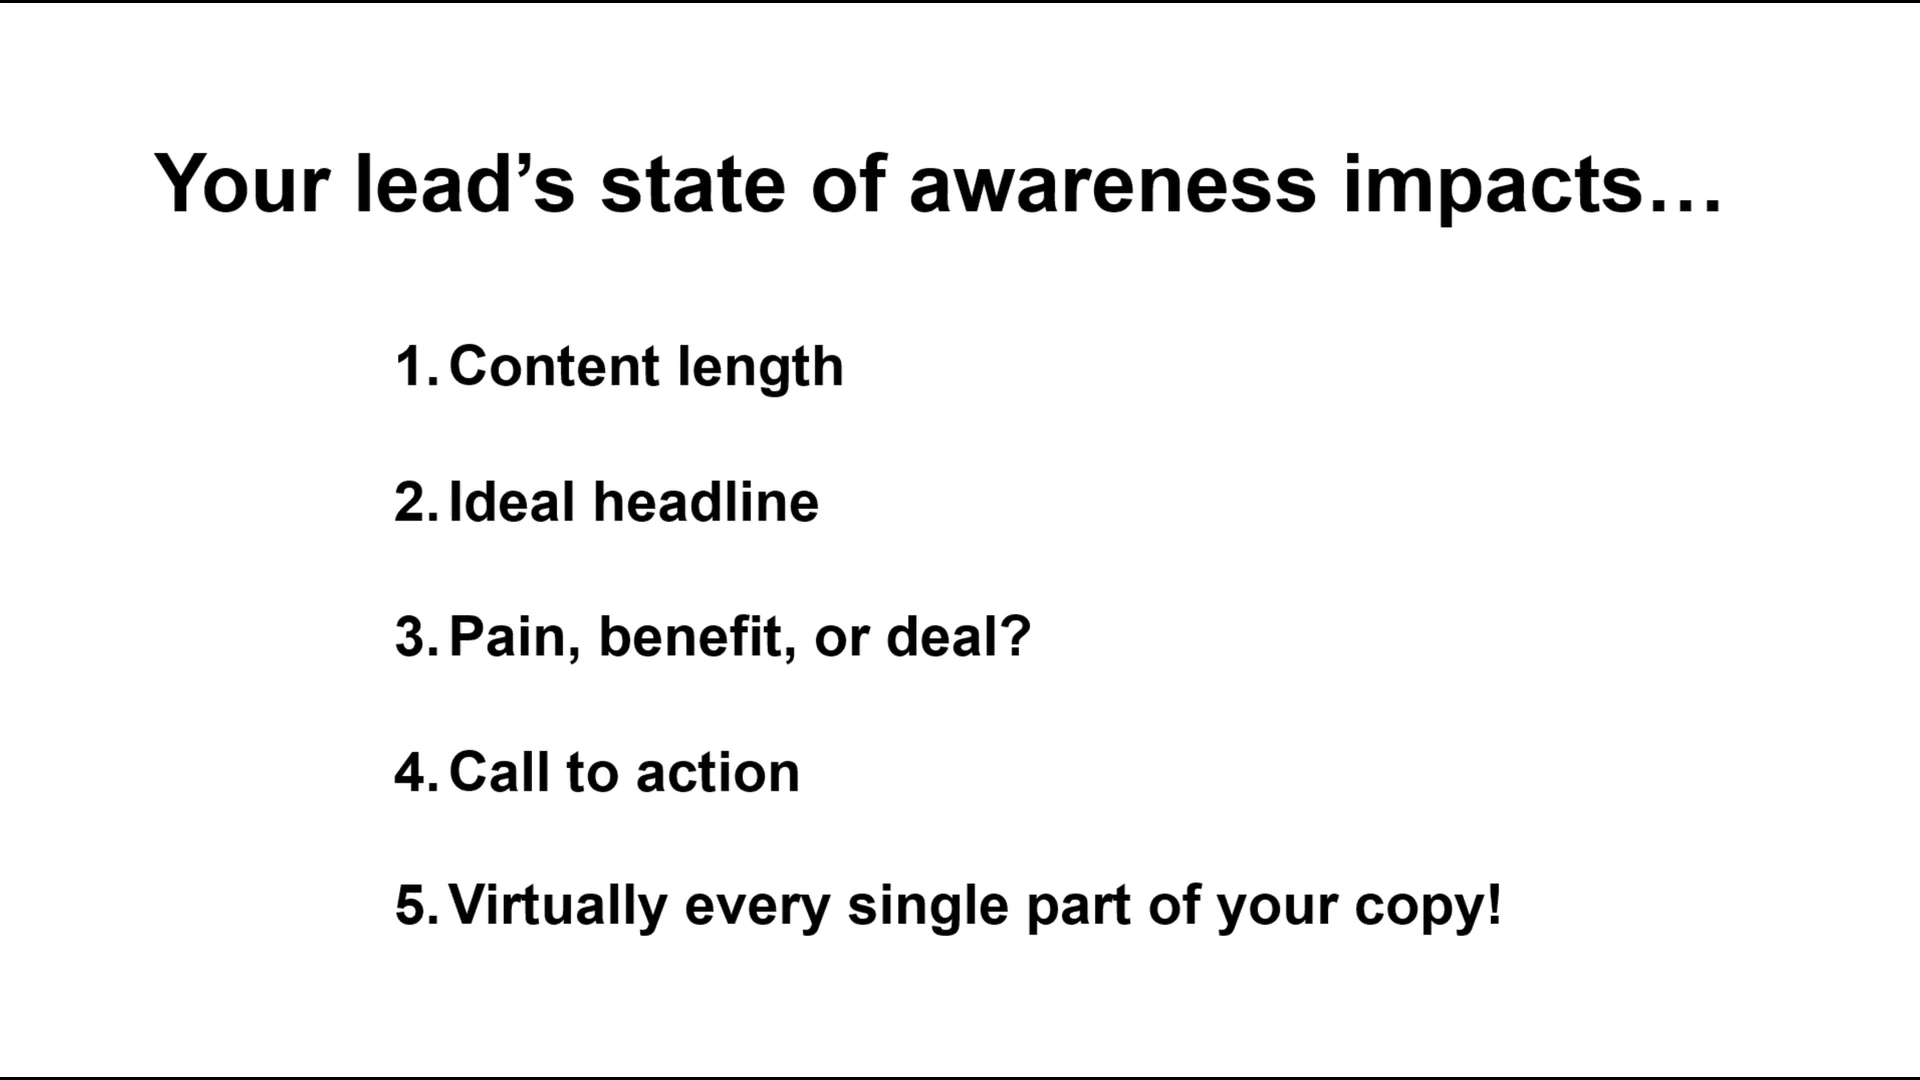 Your lead’s state of awareness impacts…
1. Content length
2. Ideal headline
3. Pain, benefit, or deal?
4. Call to action
5. Virtually every single part of your copy!